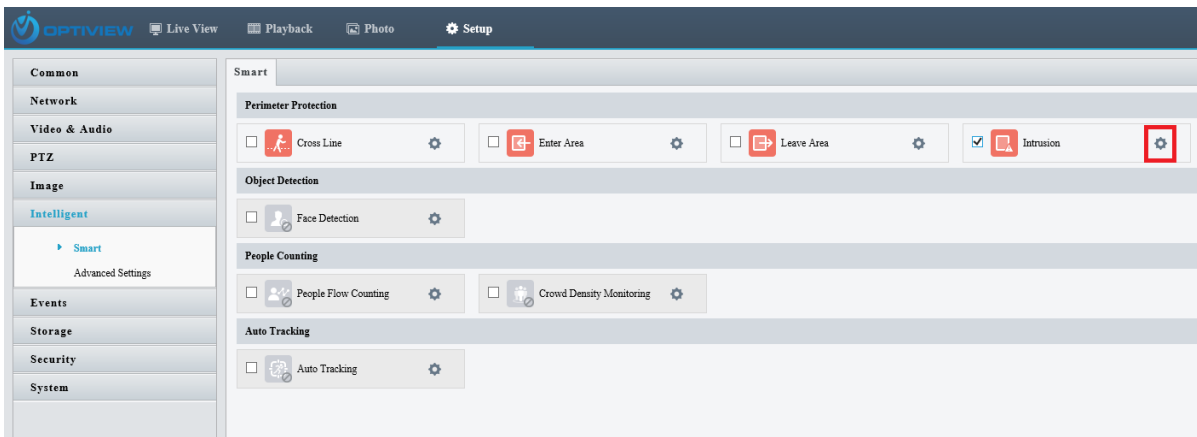 OPTIVIEW Live View Playback Photo Setup
Common
Network
Video & Audio
PTZ
Image
Intelligent
Smart
Advanced Settings
Events
Storage
Security
System
Smart
Perimeter Protection
Cross Line Enter Area Leave Area Intrusion
Object Detection
Face Detection
People Counting
People Flow Counting Crowd Density Monitoring
Auto Tracking
Auto Tracking